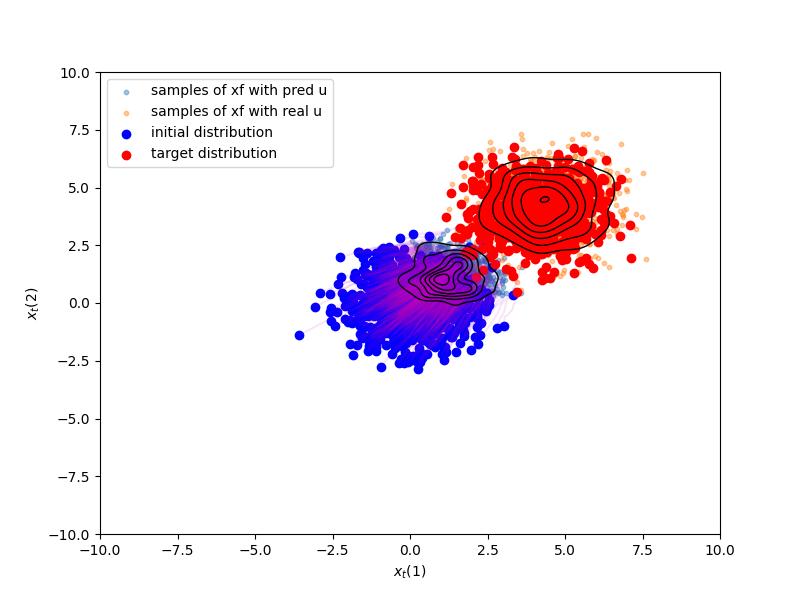 samples of xf with pred u
samples of xf with real u
initial distribution
target distribution
10.0
7.5
5.0
2.5
0.0
−2.5
−5.0
−7.5
−10.0
x_t(2)
−10.0 −7.5 −5.0 −2.5 0.0 2.5 5.0 7.5 10.0
x_t(1)